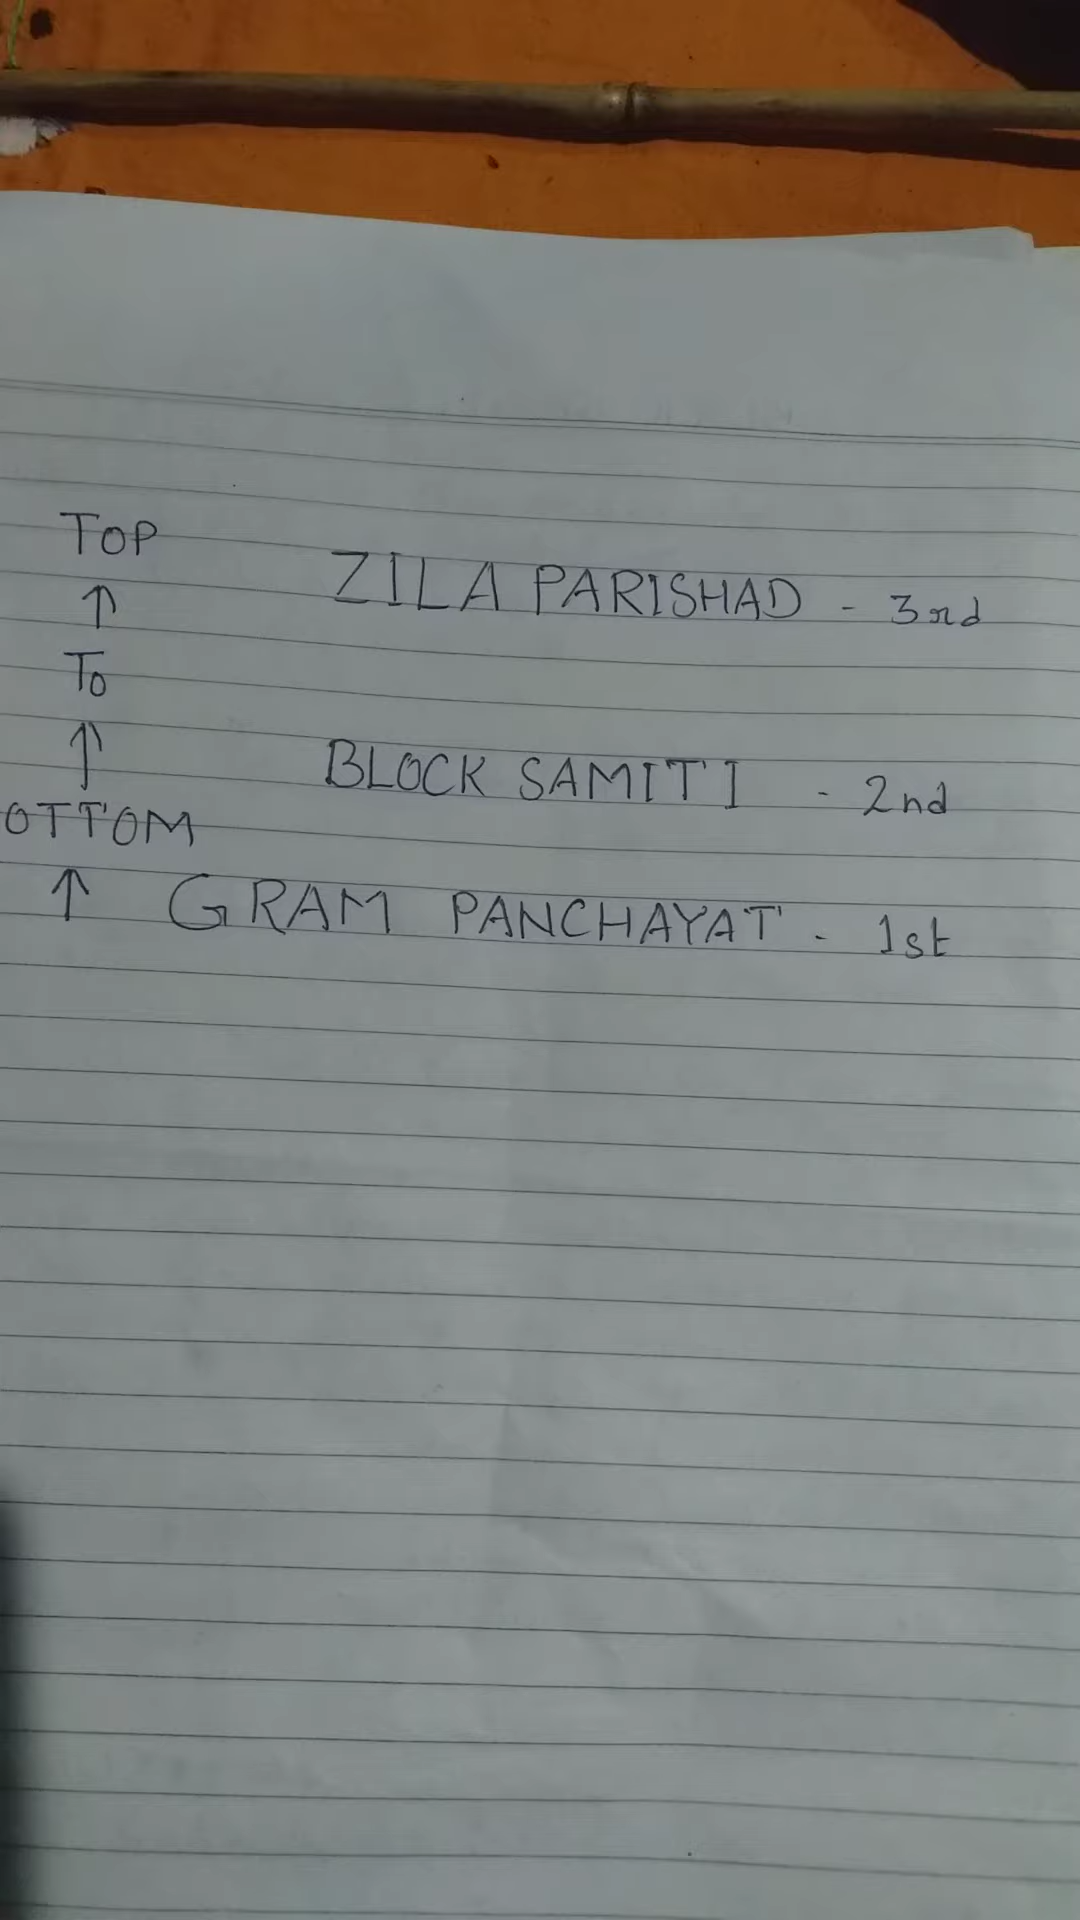 TOP
ZILA PARISHAD - 3rd
↑
To
↑
BLOCK SAMITI - 2nd
OTTOM
↑ GRAM PANCHAYAT - 1st